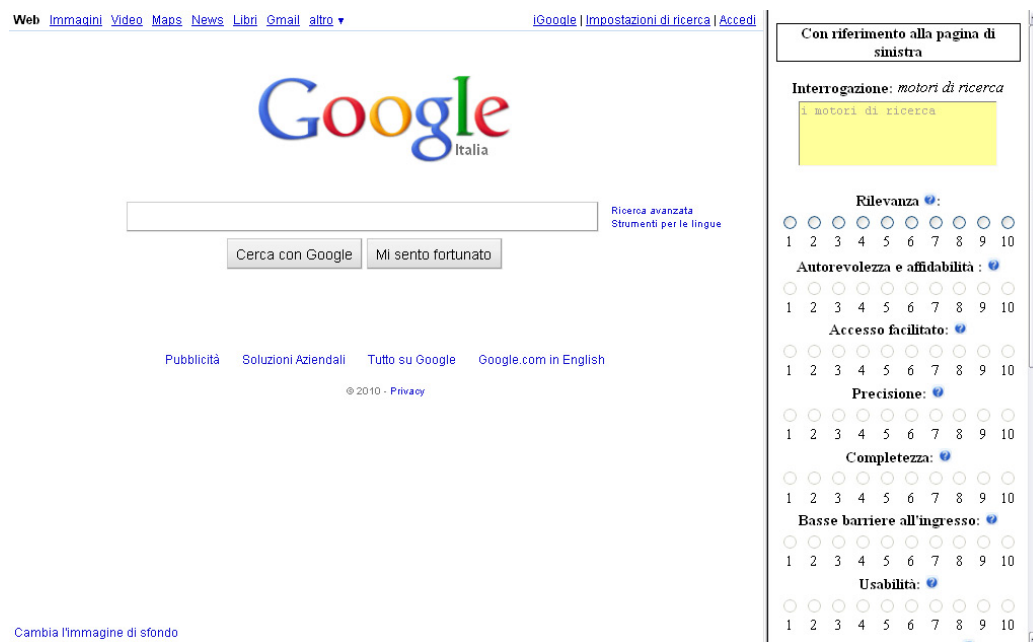 Web Immagini Video Maps News Libri Gmail altro ▼
iGoogle | Impostazioni di ricerca | Accedi
Google
Italia
Ricerca avanzata
Strumenti per le lingue
Cerca con Google
Mi sento fortunato
Pubblicità Soluzioni Aziendali Tutto su Google Google.com in English
© 2010 - Privacy
Cambia l'immagine di sfondo
Con riferimento alla pagina di
sinistra
Interrogazione: motori di ricerca
i motori di ricerca
Rilevanza ?:
1 2 3 4 5 6 7 8 9 10
Autorevolezza e affidabilità : ?
1 2 3 4 5 6 7 8 9 10
Accesso facilitato: ?
1 2 3 4 5 6 7 8 9 10
Precisione: ?
1 2 3 4 5 6 7 8 9 10
Completezza: ?
1 2 3 4 5 6 7 8 9 10
Basse barriere all'ingresso: ?
1 2 3 4 5 6 7 8 9 10
Usabilità: ?
1 2 3 4 5 6 7 8 9 10